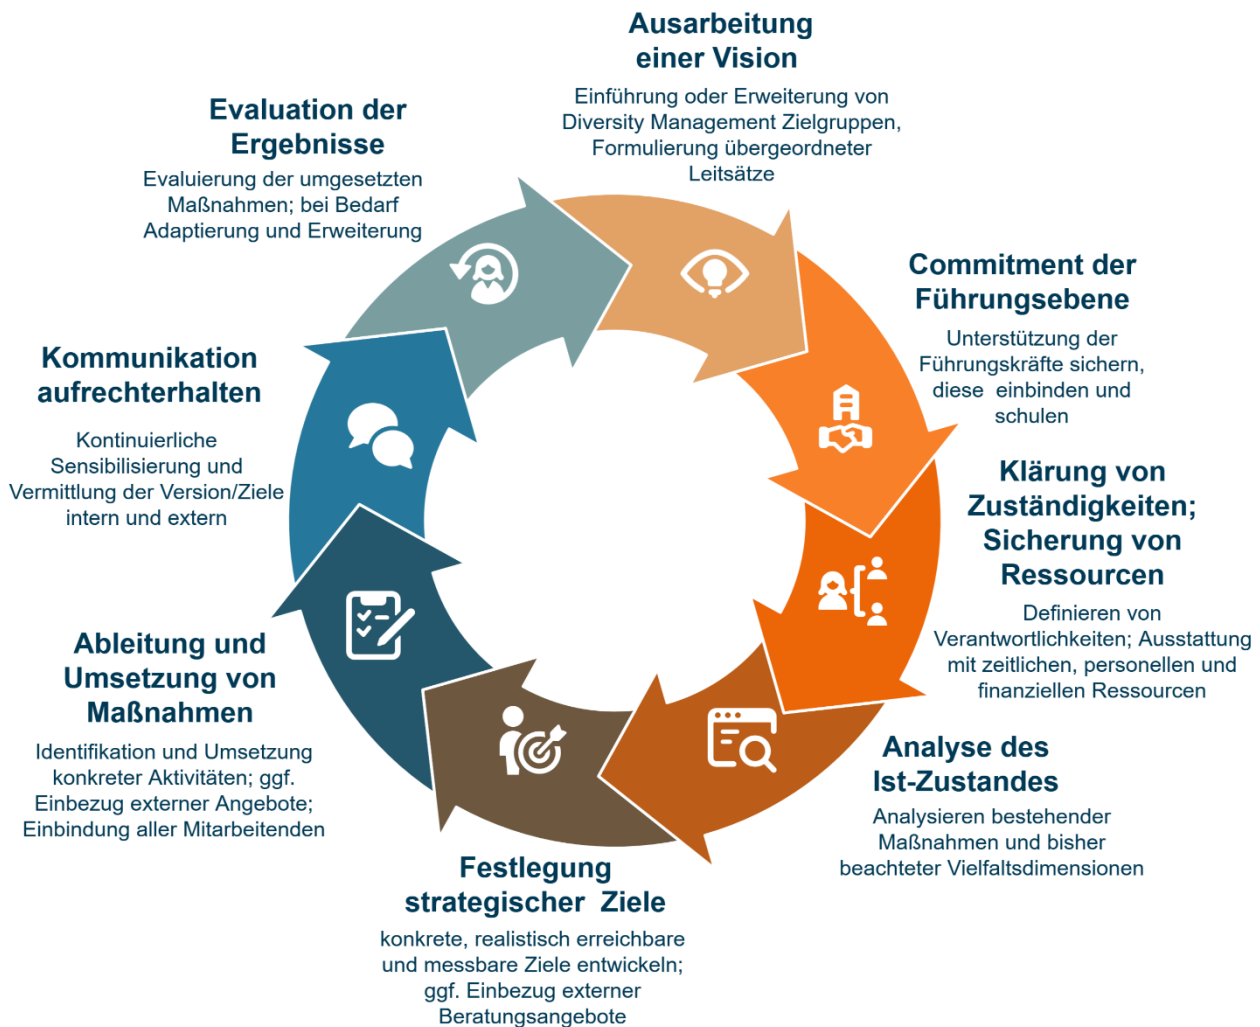 Ausarbeitung
einer Vision
Einführung oder Erweiterung von
Diversity Management Zielgruppen,
Formulierung übergeordneter
Leitsätze
Commitment der
Führungsebene
Unterstützung der
Führungskräfte sichern,
diese einbinden und
schulen
Klärung von
Zuständigkeiten;
Sicherung von
Ressourcen
Definieren von
Verantwortlichkeiten; Ausstattung
mit zeitlichen, personellen und
finanziellen Ressourcen
Analyse des
Ist-Zustandes
Analysieren bestehender
Maßnahmen und bisher
beachteter Vielfaltsdimensionen
Festlegung
strategischer Ziele
konkrete, realistisch erreichbare
und messbare Ziele entwickeln;
ggf. Einbezug externer
Beratungsangebote
Ableitung und
Umsetzung von
Maßnahmen
Identifikation und Umsetzung
konkreter Aktivitäten; ggf.
Einbezug externer Angebote;
Einbindung aller Mitarbeitenden
Kommunikation
aufrechterhalten
Kontinuierliche
Sensibilisierung und
Vermittlung der Version/Ziele
intern und extern
Evaluation der
Ergebnisse
Evaluierung der umgesetzten
Maßnahmen; bei Bedarf
Adaptierung und Erweiterung